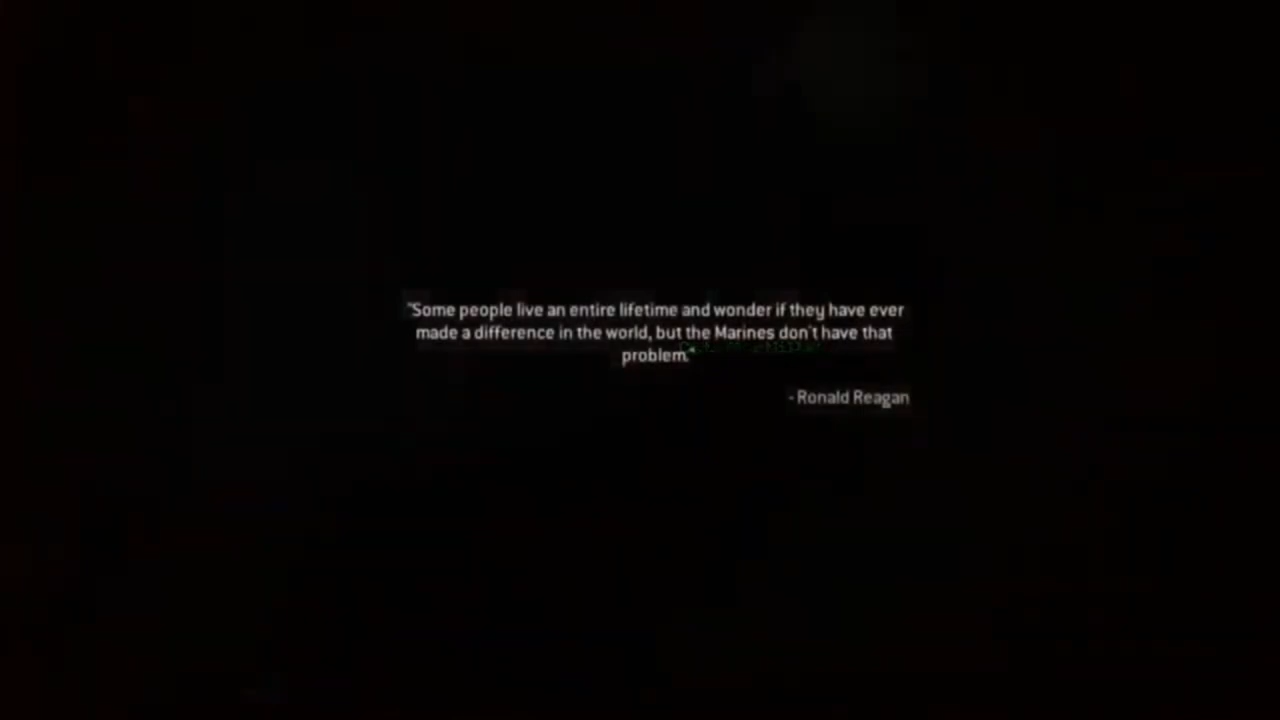 "Some people live an entire lifetime and wonder if they have ever
made a difference in the world, but the Marines don't have that
problem."
- Ronald Reagan